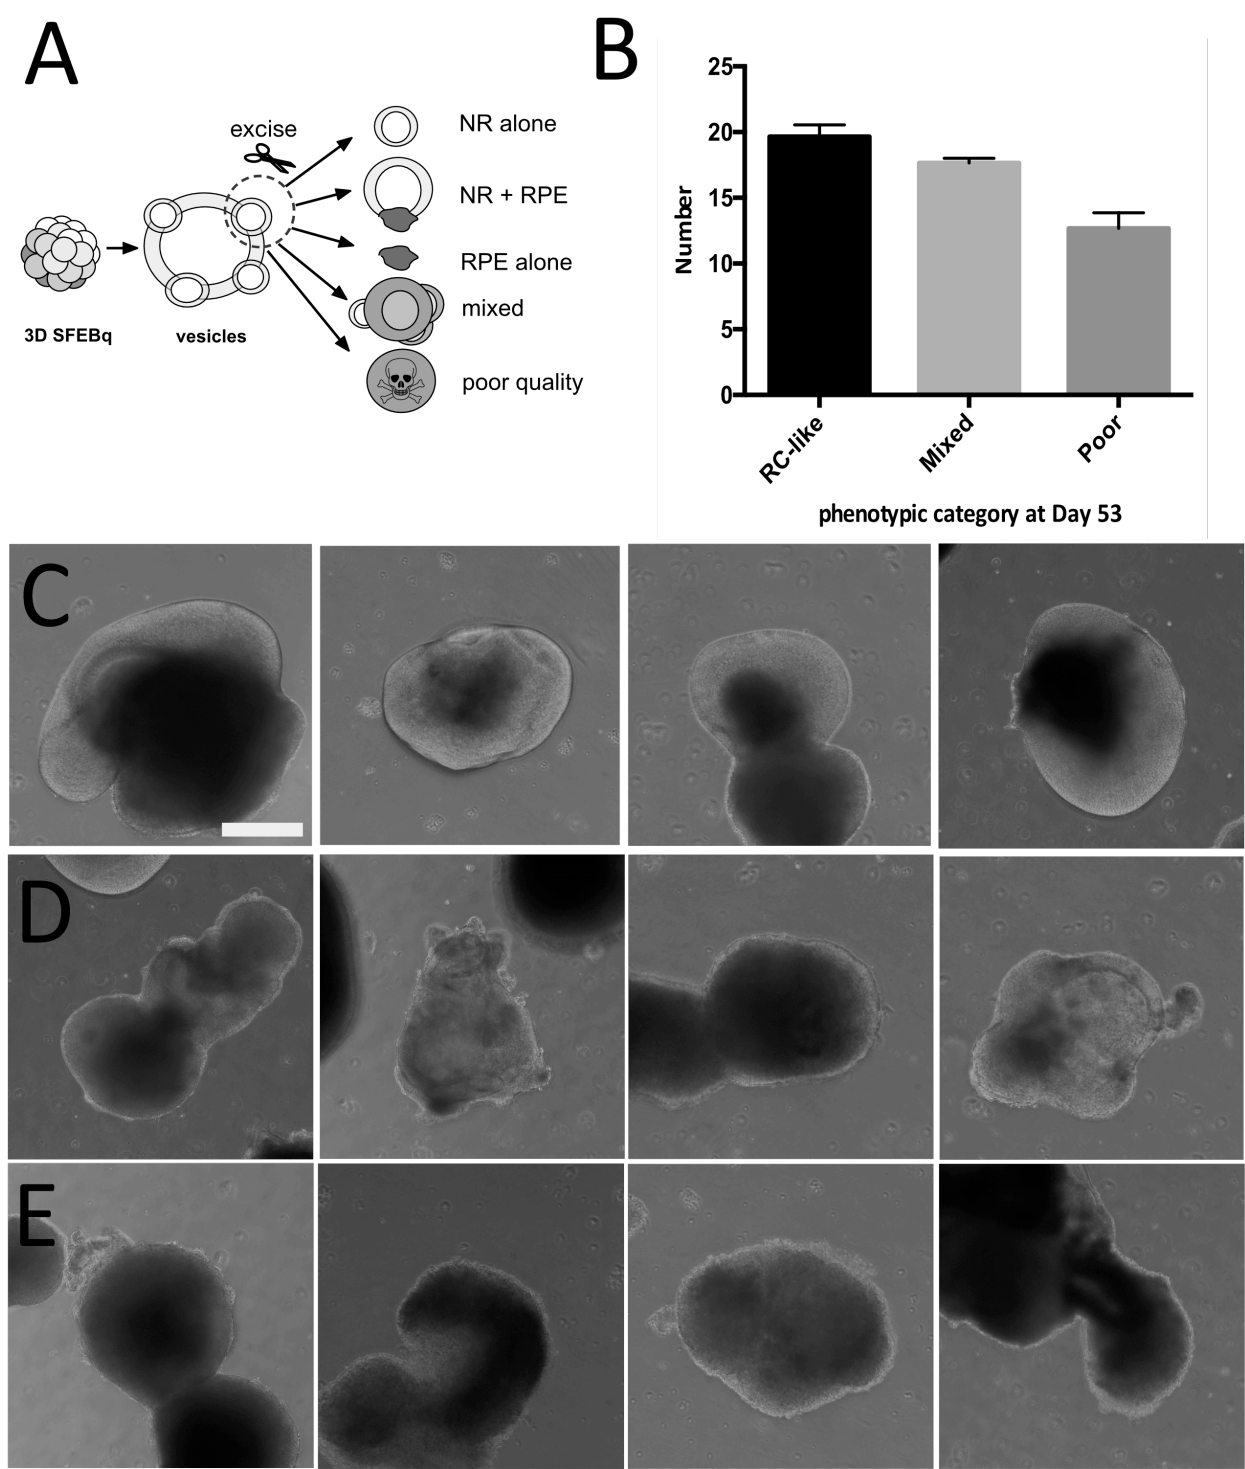 A
excise
NR alone
NR + RPE
RPE alone
mixed
poor quality
3D SFEBq
vesicles
B
25
20
15
10
5
0
Number
RC-like
Mixed
Poor
phenotypic category at Day 53
C
D
E